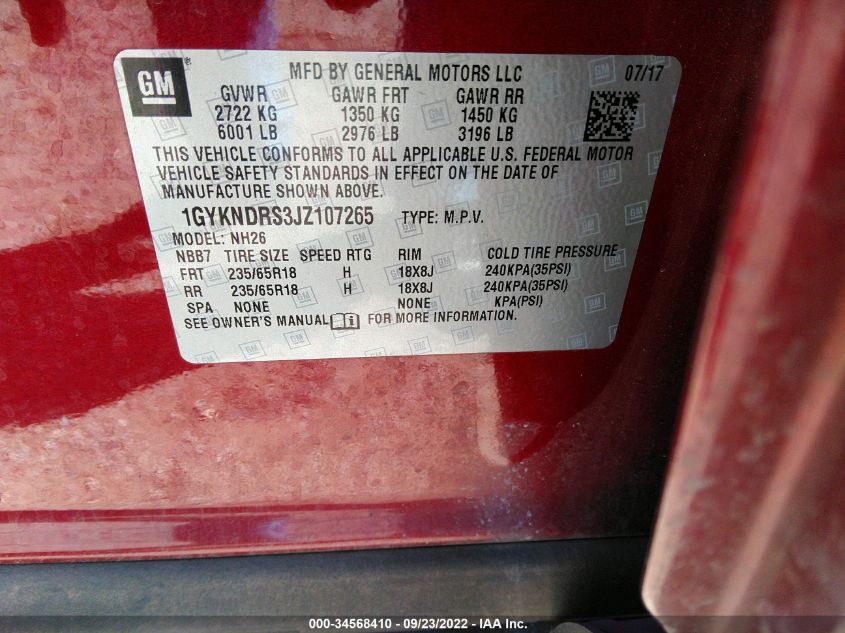 GM
MFD BY GENERAL MOTORS LLC 07/17
GVWR GAWR FRT GAWR RR
2722 KG 1350 KG 1450 KG
6001 LB 2976 LB 3196 LB
THIS VEHICLE CONFORMS TO ALL APPLICABLE U.S. FEDERAL MOTOR
VEHICLE SAFETY STANDARDS IN EFFECT ON THE DATE OF
MANUFACTURE SHOWN ABOVE.
1GYKNDRS3JZ107265 TYPE: M.P.V.
MODEL: NH26
NBB7 TIRE SIZE SPEED RTG RIM COLD TIRE PRESSURE
FRT 235/65R18 H 18X8J 240KPA(35PSI)
RR 235/65R18 H 18X8J 240KPA(35PSI)
SPA NONE NONE KPA(PSI)
SEE OWNER'S MANUAL FOR MORE INFORMATION.
000-34568410 - 09/23/2022 - IAA Inc.